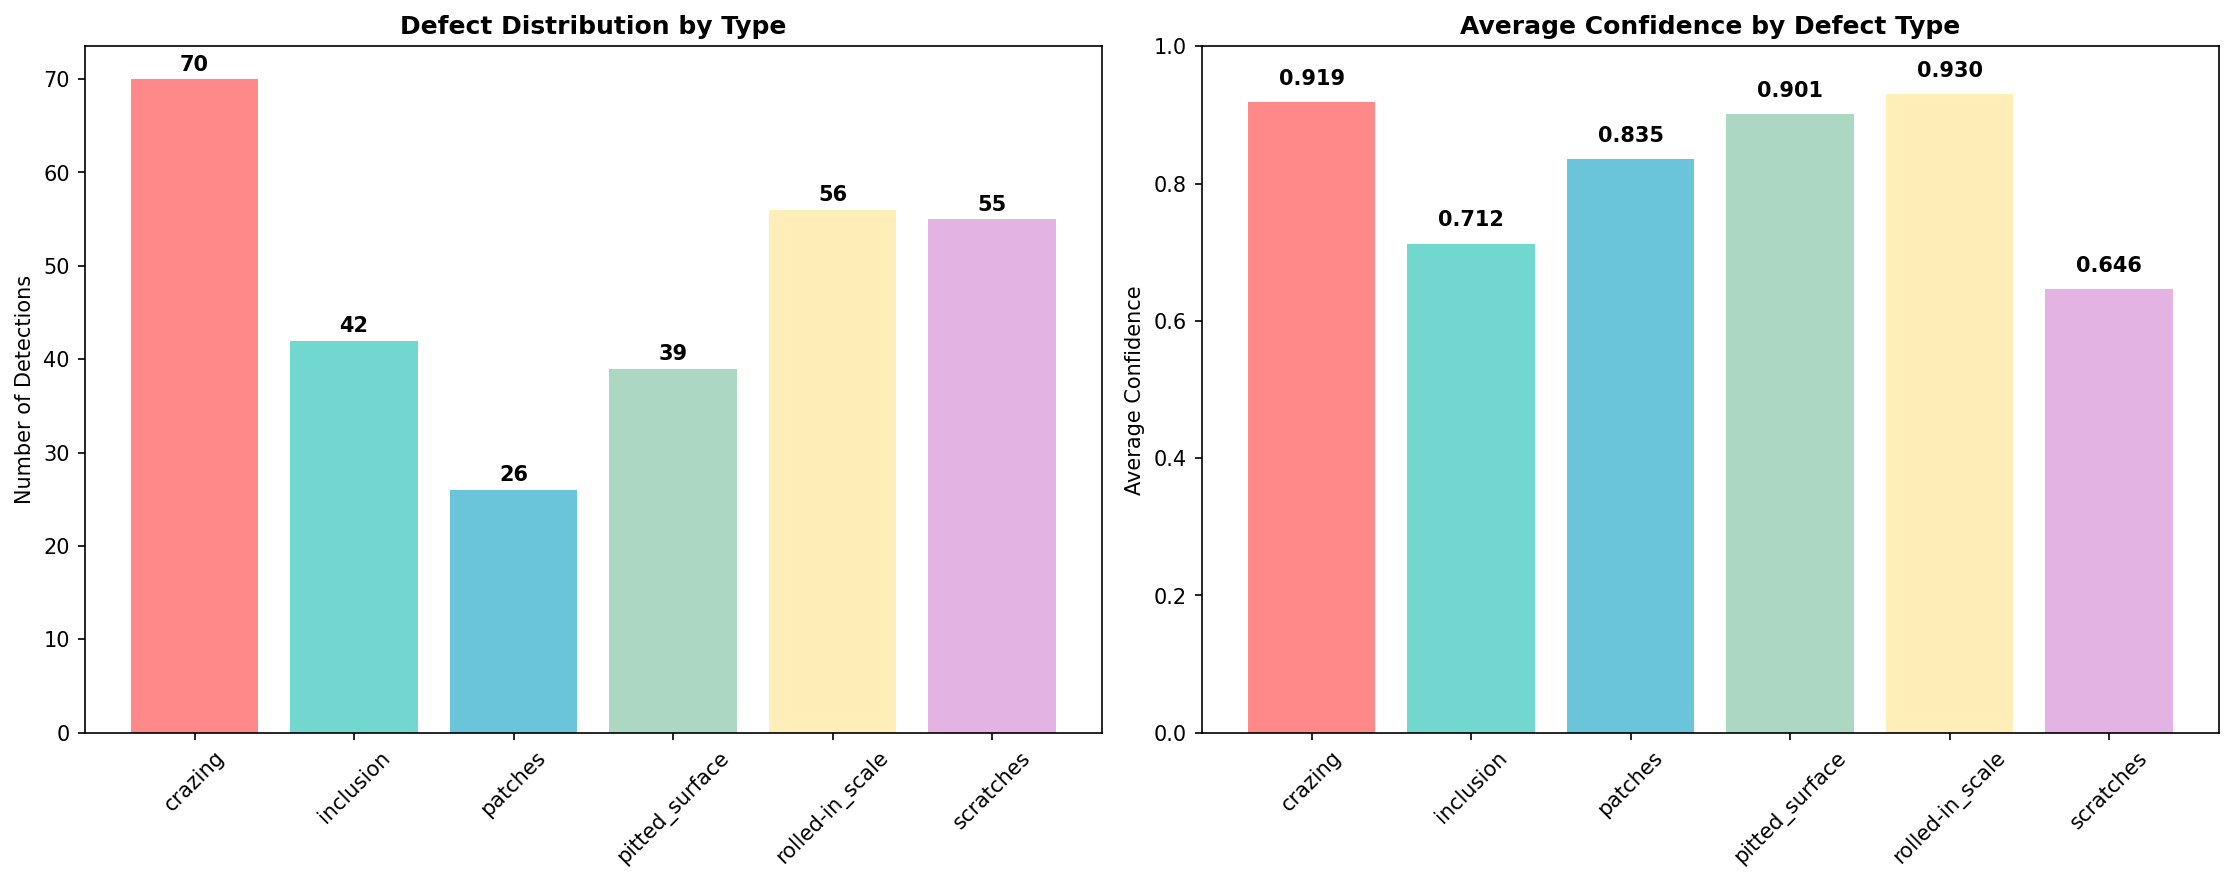 Defect Distribution by Type
Number of Detections
70
60
50
40
30
20
10
0
70
42
26
39
56
55
crazing
inclusion
patches
pitted_surface
rolled-in_scale
scratches
Average Confidence by Defect Type
Average Confidence
1.0
0.8
0.6
0.4
0.2
0.0
0.919
0.712
0.835
0.901
0.930
0.646
crazing
inclusion
patches
pitted_surface
rolled-in_scale
scratches